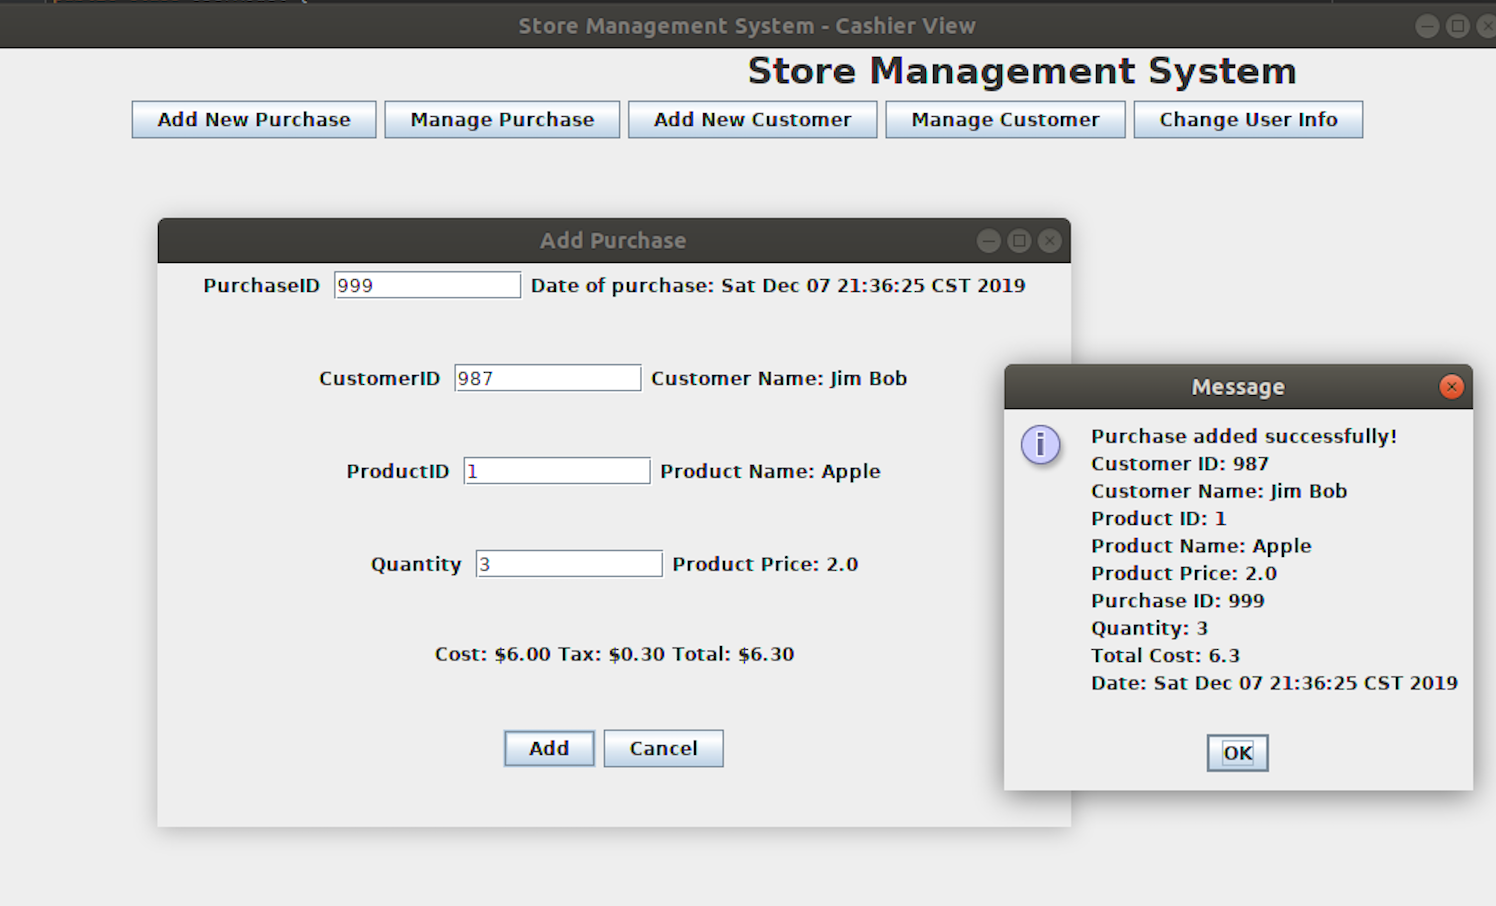 Store Management System - Cashier View
Store Management System
Add New Purchase Manage Purchase Add New Customer Manage Customer Change User Info
Add Purchase
PurchaseID 999 Date of purchase: Sat Dec 07 21:36:25 CST 2019
CustomerID 987 Customer Name: Jim Bob
ProductID 1 Product Name: Apple
Quantity 3 Product Price: 2.0
Cost: $6.00 Tax: $0.30 Total: $6.30
Add Cancel
Message
Purchase added successfully!
Customer ID: 987
Customer Name: Jim Bob
Product ID: 1
Product Name: Apple
Product Price: 2.0
Purchase ID: 999
Quantity: 3
Total Cost: 6.3
Date: Sat Dec 07 21:36:25 CST 2019
OK